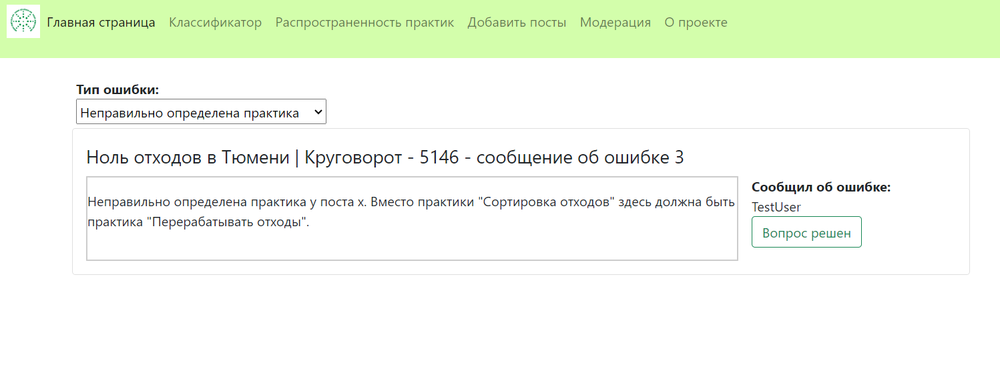 Главная страница Классификатор Распространенность практик Добавить посты Модерация О проекте
Тип ошибки:
Неправильно определена практика
Ноль отходов в Тюмени | Круговорот - 5146 - сообщение об ошибке 3
Неправильно определена практика у поста x. Вместо практики "Сортировка отходов" здесь должна быть
практика "Перерабатывать отходы".
Сообщил об ошибке:
TestUser
Вопрос решен